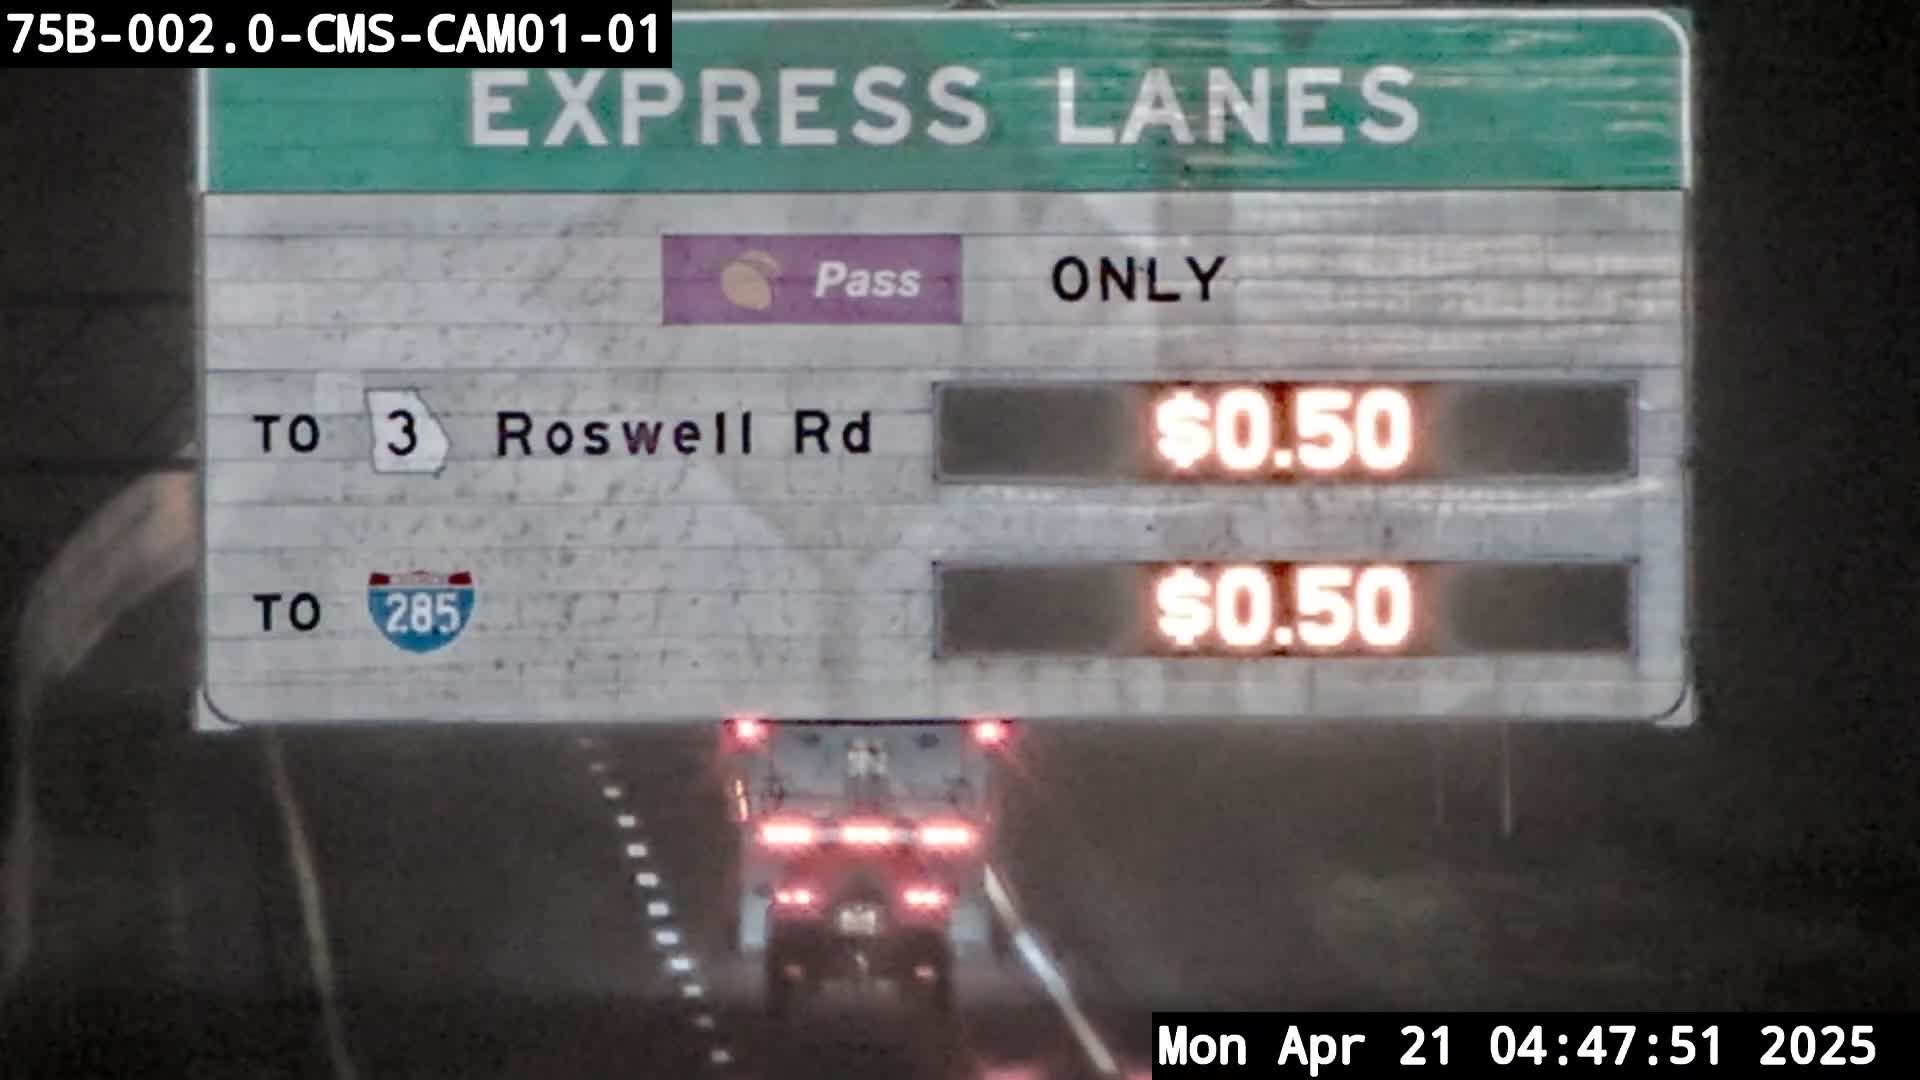 75B-002.0-CMS-CAM01-01
EXPRESS LANES
Pass ONLY
TO 3 Roswell Rd $0.50
TO 285 $0.50
Mon Apr 21 04:47:51 2025